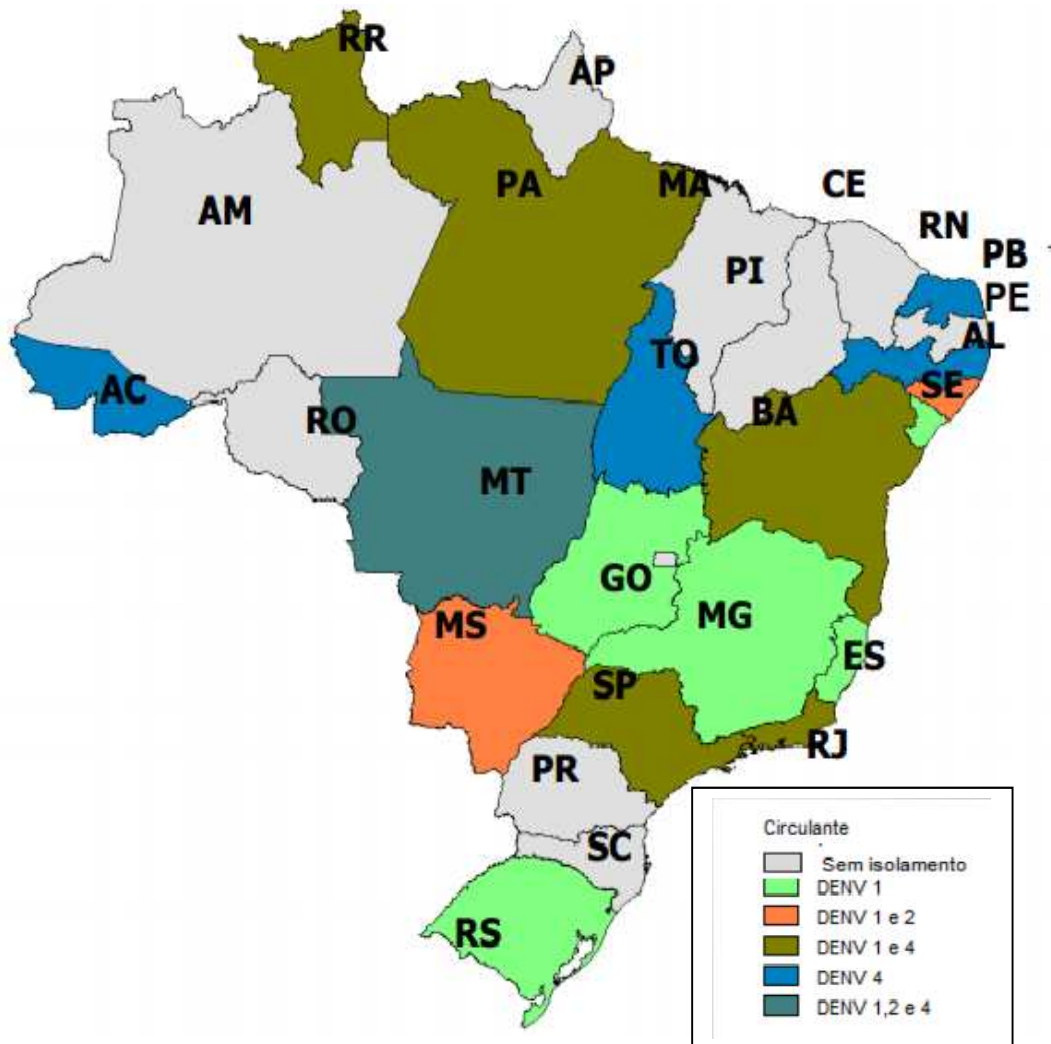 RR
AP
AM
PA
MA
CE
RN
PB
PE
PI
AL
TO
AC
SE
RO
BA
MT
GO
MG
MS
ES
SP
RJ
PR
SC
RS
Circulante
Sem isolamento
DENV 1
DENV 1 e 2
DENV 1 e 4
DENV 4
DENV 1,2 e 4